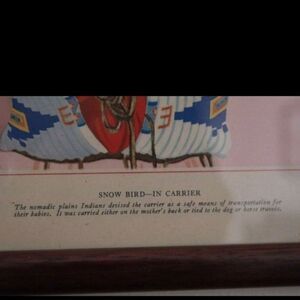 SNOW BIRD—IN CARRIER
The nomadic plains Indians devised the carrier as a safe means of transportation for
their babies. It was carried either on the mother's back or tied to the dog or horse travois.